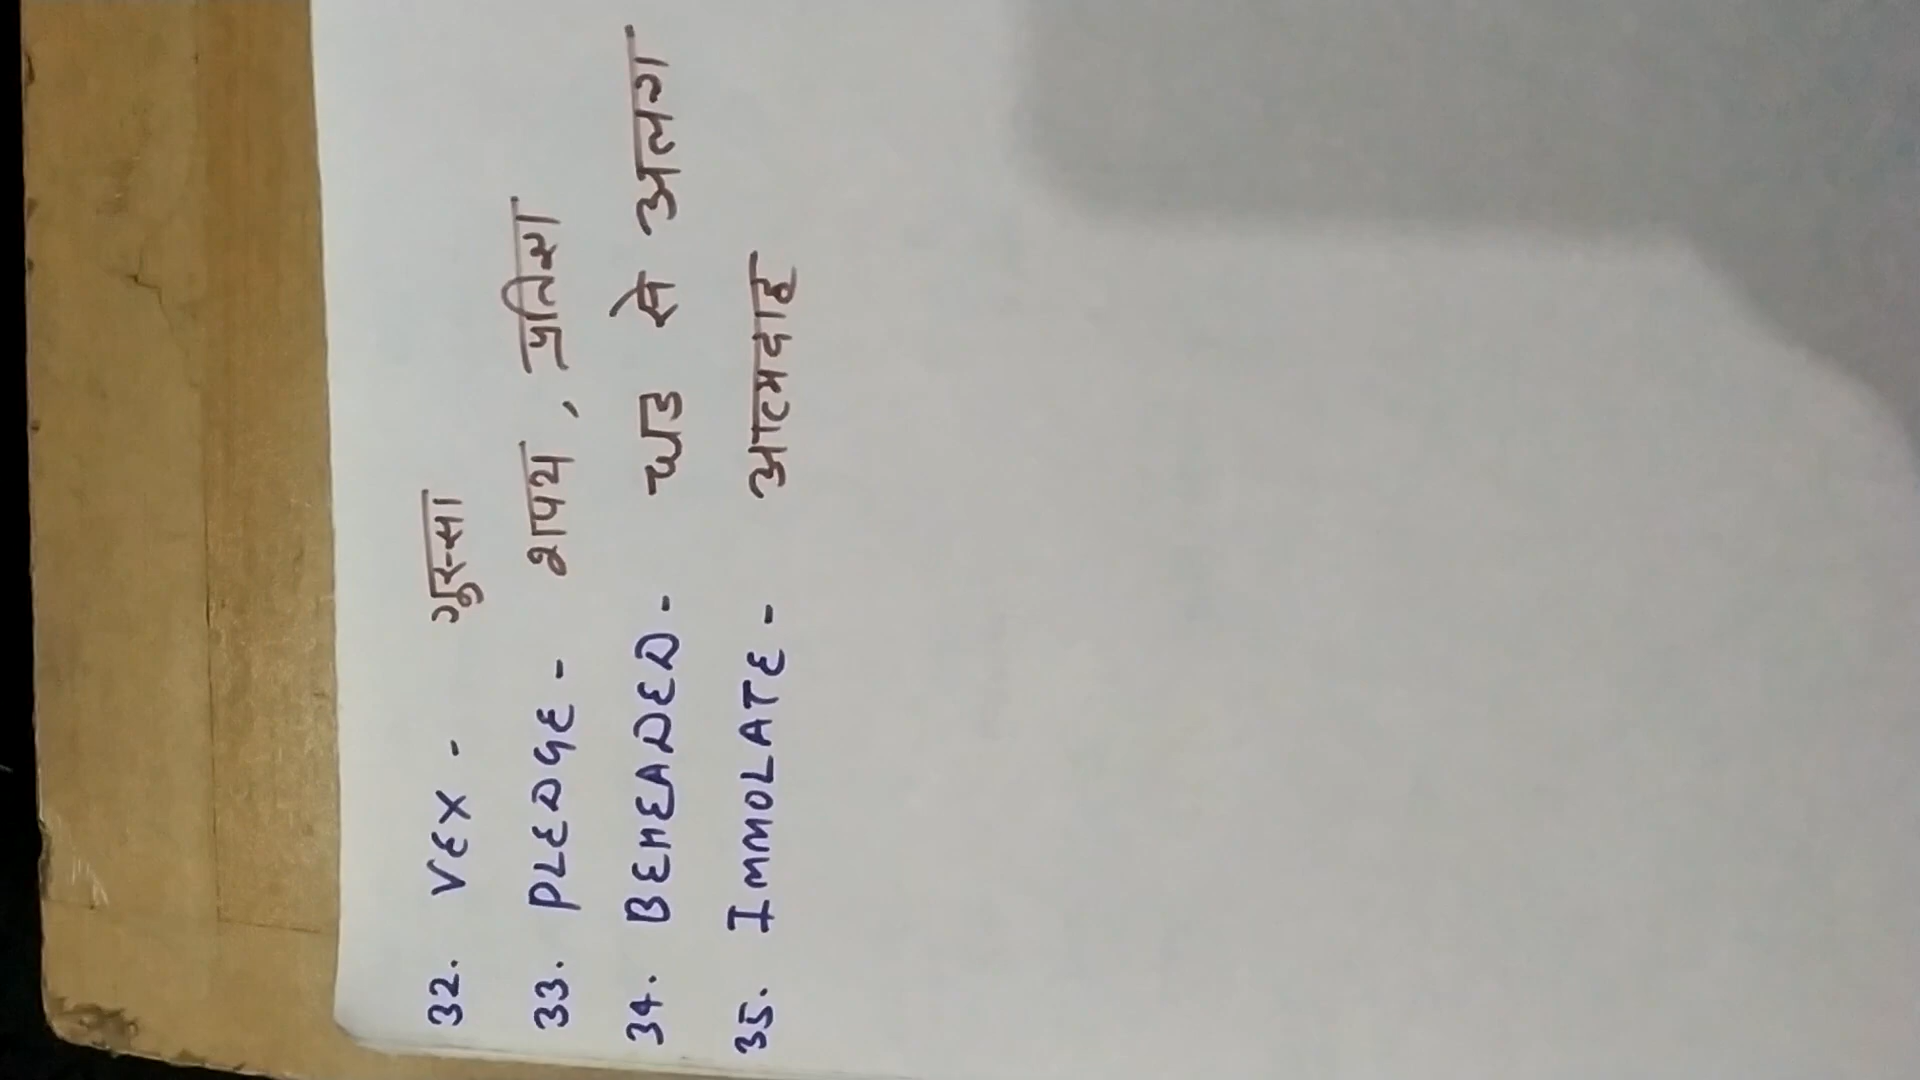 32. VEX - गुस्सा
33. PLEDGE - शपथ, प्रतिज्ञा
34. BEHEADED - धड से अलग
35. IMMOLATE - आत्मदाह